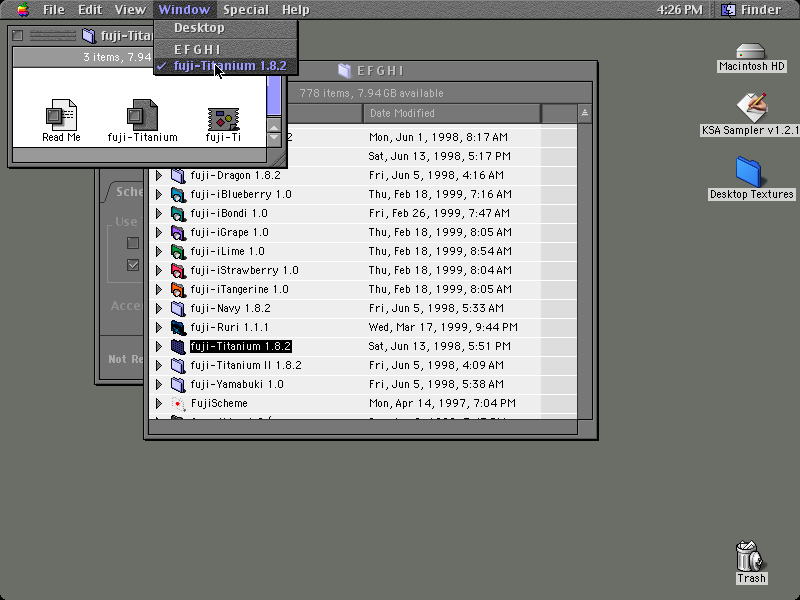 File Edit View Window Special Help 4:26 PM Finder
Desktop
E F G H I
✓ fuji-Titanium 1.8.2
fuji-Tita
3 items, 7.94
Read Me
fuji-Titanium
fuji-Ti
E F G H I
778 items, 7.94 GB available
Date Modified
2 Mon, Jun 1, 1998, 8:17 AM
Sat, Jun 13, 1998, 5:17 PM
fuji-Dragon 1.8.2 Fri, Jun 5, 1998, 4:16 AM
fuji-iBlueberry 1.0 Thu, Feb 18, 1999, 7:16 AM
fuji-iBondi 1.0 Fri, Feb 26, 1999, 7:47 AM
fuji-iGrape 1.0 Thu, Feb 18, 1999, 8:05 AM
fuji-iLime 1.0 Thu, Feb 18, 1999, 8:54 AM
fuji-iStrawberry 1.0 Thu, Feb 18, 1999, 8:04 AM
fuji-iTangerine 1.0 Thu, Feb 18, 1999, 8:05 AM
fuji-Navy 1.8.2 Fri, Jun 5, 1998, 5:33 AM
fuji-Ruri 1.1.1 Wed, Mar 17, 1999, 9:44 PM
fuji-Titanium 1.8.2 Sat, Jun 13, 1998, 5:51 PM
fuji-Titanium II 1.8.2 Fri, Jun 5, 1998, 4:09 AM
fuji-Yamabuki 1.0 Fri, Jun 5, 1998, 5:38 AM
FujiScheme Mon, Apr 14, 1997, 7:04 PM
Sche
Use
Acce
Not Re
Macintosh HD
KSA Sampler v1.2.1
Desktop Textures
Trash